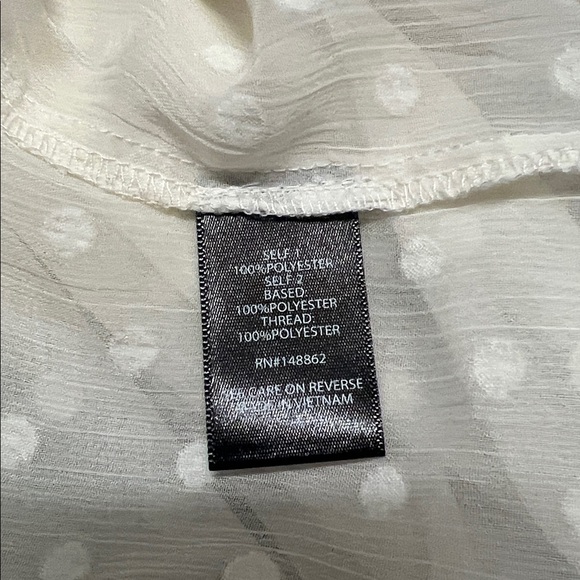 SELF 1
100%POLYESTER
SELF 2
BASED:
100%POLYESTER
THREAD:
100%POLYESTER
RN#148862
CARE ON REVERSE
MADE IN VIETNAM